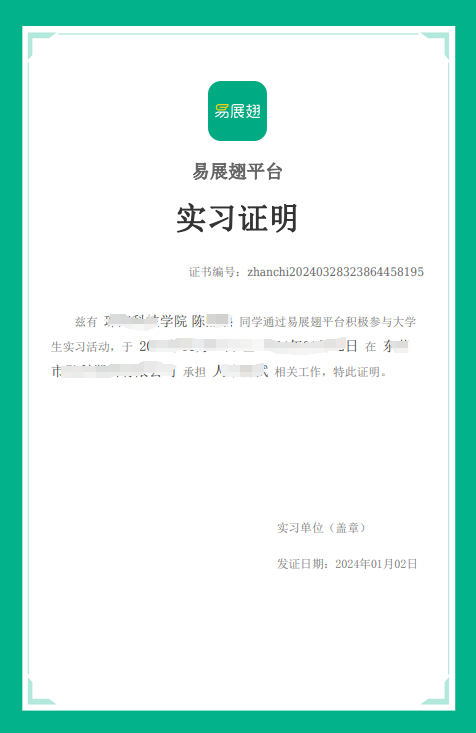 易展翅
易展翅平台
实习证明
证书编号：zhanchi20240328323864458195
兹有 学院 陈 同学通过易展翅平台积极参与大学
生实习活动，于 20 日 在 东
市 承担 人 相关工作，特此证明。
实习单位（盖章）
发证日期：2024年01月02日